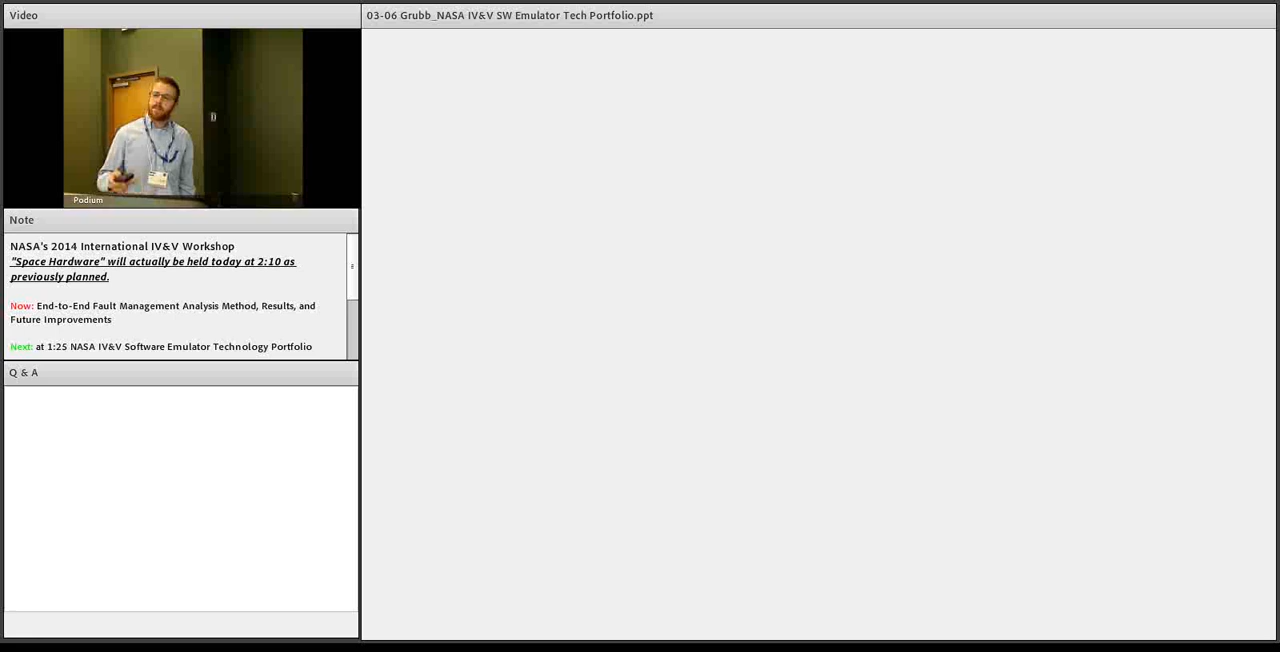 Video
03-06 Grubb_NASA IV&V SW Emulator Tech Portfolio.ppt
Podium
Note
NASA's 2014 International IV&V Workshop
"Space Hardware" will actually be held today at 2:10 as
previously planned.
Now: End-to-End Fault Management Analysis Method, Results, and
Future Improvements
Next: at 1:25 NASA IV&V Software Emulator Technology Portfolio
Q & A